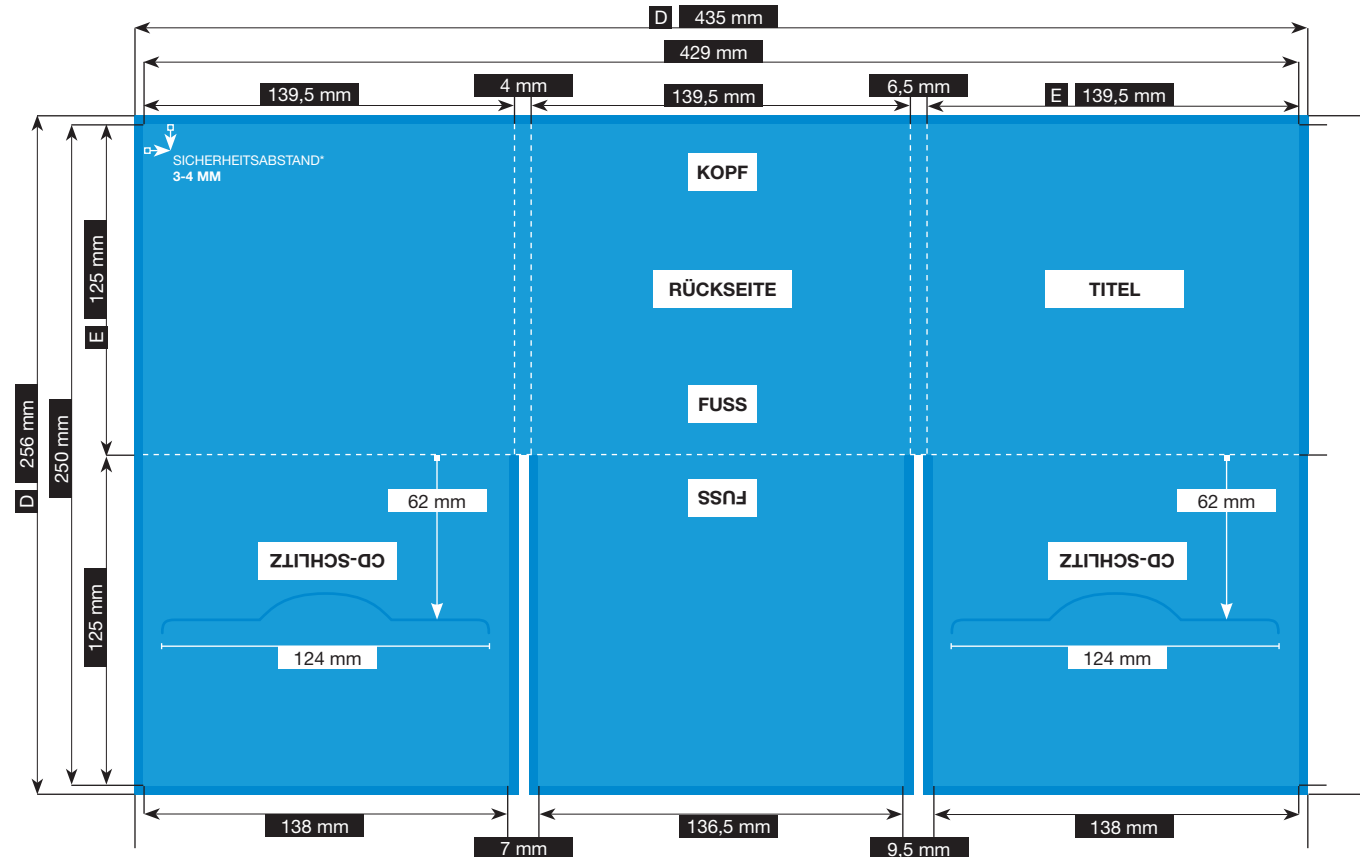 D 435 mm
429 mm
139,5 mm
4 mm
139,5 mm
6,5 mm
E 139,5 mm
SICHERHEITSABSTAND*
3-4 MM
KOPF
RÜCKSEITE
TITEL
FUSS
125 mm
E
D 256 mm
250 mm
125 mm
FUSS
62 mm
62 mm
CD-SCHLITZ
CD-SCHLITZ
124 mm
124 mm
138 mm
7 mm
136,5 mm
9,5 mm
138 mm